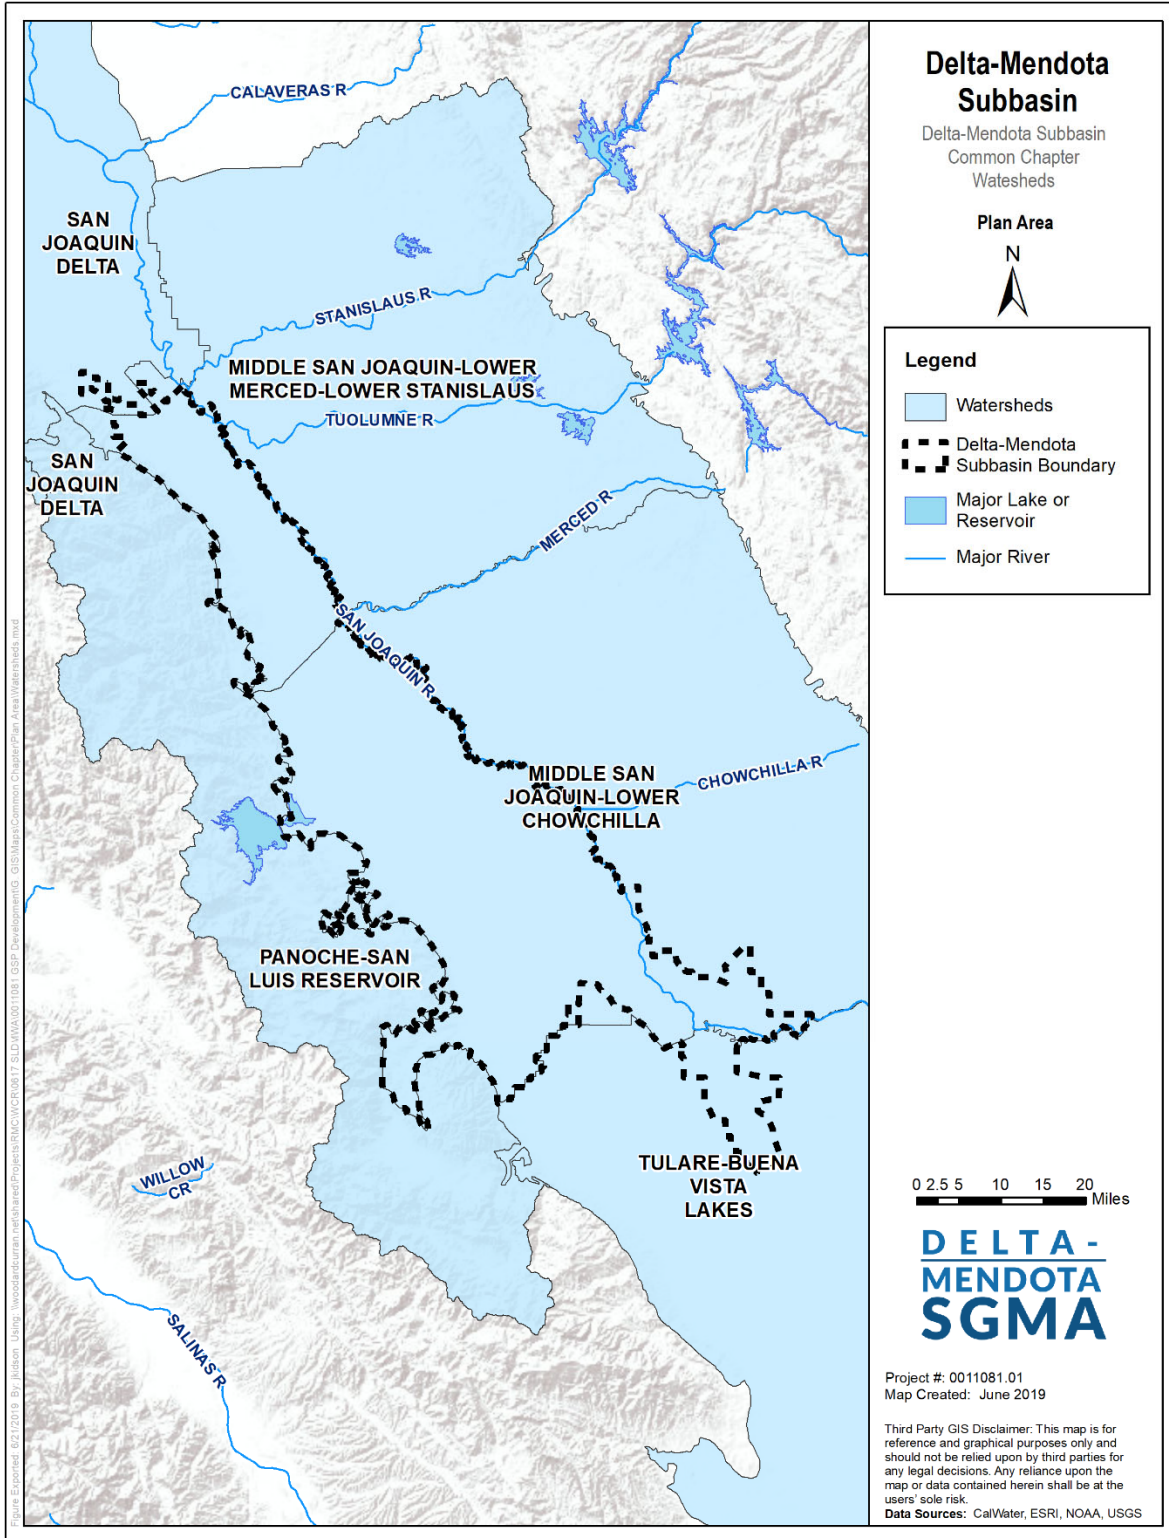 Delta-Mendota
Subbasin
Delta-Mendota Subbasin
Common Chapter
Watesheds
Plan Area
N
Legend
Watersheds
Delta-Mendota
Subbasin Boundary
Major Lake or
Reservoir
Major River
CALAVERAS R
SAN
JOAQUIN
DELTA
STANISLAUS R
MIDDLE SAN JOAQUIN-LOWER
MERCED-LOWER STANISLAUS
TUOLUMNE R
SAN
JOAQUIN
DELTA
MERCED R
SAN JOAQUIN R
MIDDLE SAN
JOAQUIN-LOWER
CHOWCHILLA
CHOWCHILLA R
PANOCHE-SAN
LUIS RESERVOIR
TULARE-BUENA
VISTA
LAKES
WILLOW
CR
SALINAS R
0 2.5 5 10 15 20
Miles
DELTA-
MENDOTA
SGMA
Project #: 0011081.01
Map Created: June 2019
Third Party GIS Disclaimer: This map is for
reference and graphical purposes only and
should not be relied upon by third parties for
any legal decisions. Any reliance upon the
map or data contained herein shall be at the
users' sole risk.
Data Sources: CalWater, ESRI, NOAA, USGS